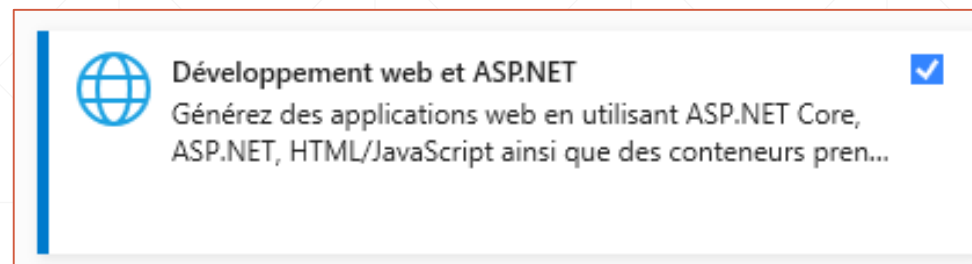 Développement web et ASP.NET
Générez des applications web en utilisant ASP.NET Core,
ASP.NET, HTML/JavaScript ainsi que des conteneurs pren...